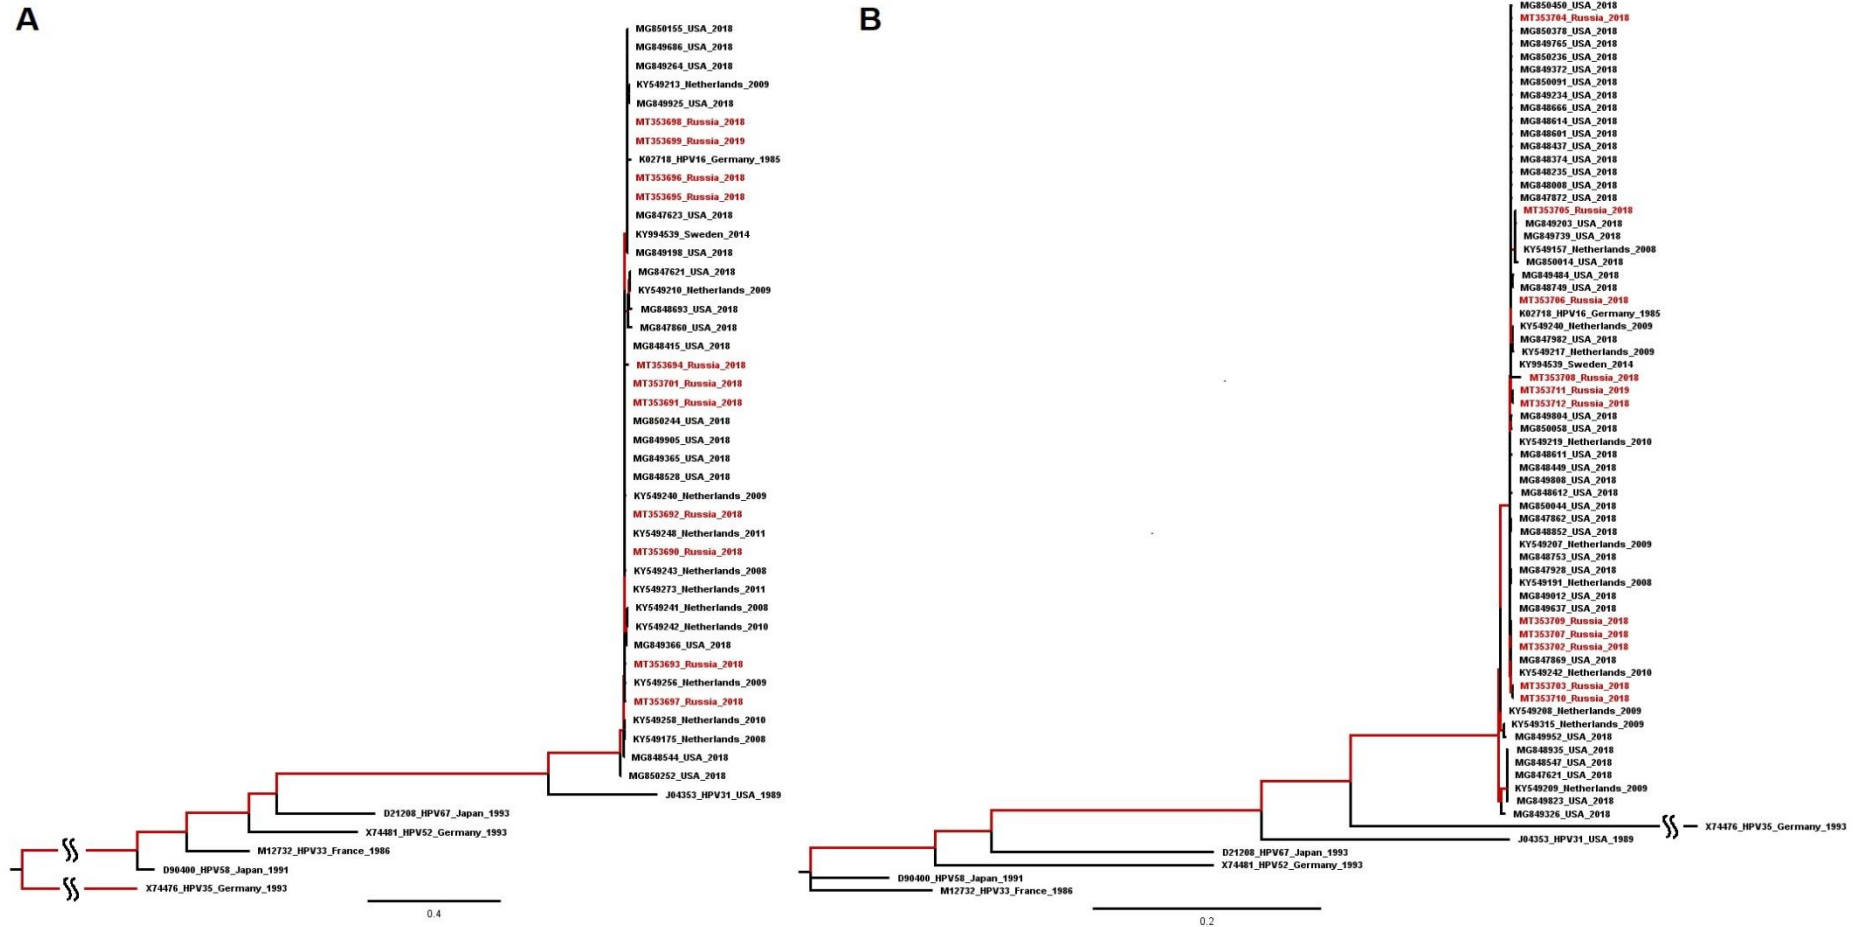 A
MG850155_USA_2018
MG849686_USA_2018
MG849264_USA_2018
KY549213_Netherlands_2009
MG849925_USA_2018
MT353698_Russia_2018
MT353699_Russia_2019
K02718_HPV16_Germany_1985
MT353696_Russia_2018
MT353695_Russia_2018
MG847623_USA_2018
KY994539_Sweden_2014
MG849198_USA_2018
MG847621_USA_2018
KY549210_Netherlands_2009
MG848693_USA_2018
MG847860_USA_2018
MG848415_USA_2018
MT353694_Russia_2018
MT353701_Russia_2018
MT353691_Russia_2018
MG850244_USA_2018
MG849905_USA_2018
MG849365_USA_2018
MG848528_USA_2018
KY549240_Netherlands_2009
MT353692_Russia_2018
KY549248_Netherlands_2011
MT353690_Russia_2018
KY549243_Netherlands_2008
KY549273_Netherlands_2011
KY549241_Netherlands_2008
KY549242_Netherlands_2010
MG849366_USA_2018
MT353693_Russia_2018
KY549256_Netherlands_2009
MT353697_Russia_2018
KY549258_Netherlands_2010
KY549175_Netherlands_2008
MG848544_USA_2018
MG850252_USA_2018
J04353_HPV31_USA_1989
D21208_HPV67_Japan_1993
X74481_HPV52_Germany_1993
M12732_HPV33_France_1986
D90400_HPV58_Japan_1991
X74476_HPV35_Germany_1993
0.4
B
MG850450_USA_2018
MT353704_Russia_2018
MG850378_USA_2018
MG849765_USA_2018
MG850236_USA_2018
MG849372_USA_2018
MG850091_USA_2018
MG849234_USA_2018
MG848666_USA_2018
MG848614_USA_2018
MG848601_USA_2018
MG848437_USA_2018
MG848374_USA_2018
MG848235_USA_2018
MG848008_USA_2018
MG847872_USA_2018
MT353705_Russia_2018
MG849203_USA_2018
MG849739_USA_2018
KY549157_Netherlands_2008
MG850014_USA_2018
MG849484_USA_2018
MG848749_USA_2018
MT353706_Russia_2018
K02718_HPV16_Germany_1985
KY549240_Netherlands_2009
MG847982_USA_2018
KY549217_Netherlands_2009
KY994539_Sweden_2014
MT353708_Russia_2018
MT353711_Russia_2019
MT353712_Russia_2018
MG849804_USA_2018
MG850058_USA_2018
KY549219_Netherlands_2010
MG848611_USA_2018
MG848449_USA_2018
MG849808_USA_2018
MG848612_USA_2018
MG850044_USA_2018
MG847862_USA_2018
MG848852_USA_2018
KY549207_Netherlands_2009
MG848753_USA_2018
MG847928_USA_2018
KY549191_Netherlands_2008
MG849012_USA_2018
MG849637_USA_2018
MT353709_Russia_2018
MT353707_Russia_2018
MT353702_Russia_2018
MG847869_USA_2018
KY549242_Netherlands_2010
MT353703_Russia_2018
MT353710_Russia_2018
KY549208_Netherlands_2009
KY549315_Netherlands_2009
MG849952_USA_2018
MG848935_USA_2018
MG848547_USA_2018
MG847621_USA_2018
KY549209_Netherlands_2009
MG849823_USA_2018
MG849326_USA_2018
X74476_HPV35_Germany_1993
J04353_HPV31_USA_1989
D21208_HPV67_Japan_1993
X74481_HPV52_Germany_1993
D90400_HPV58_Japan_1991
M12732_HPV33_France_1986
0.2